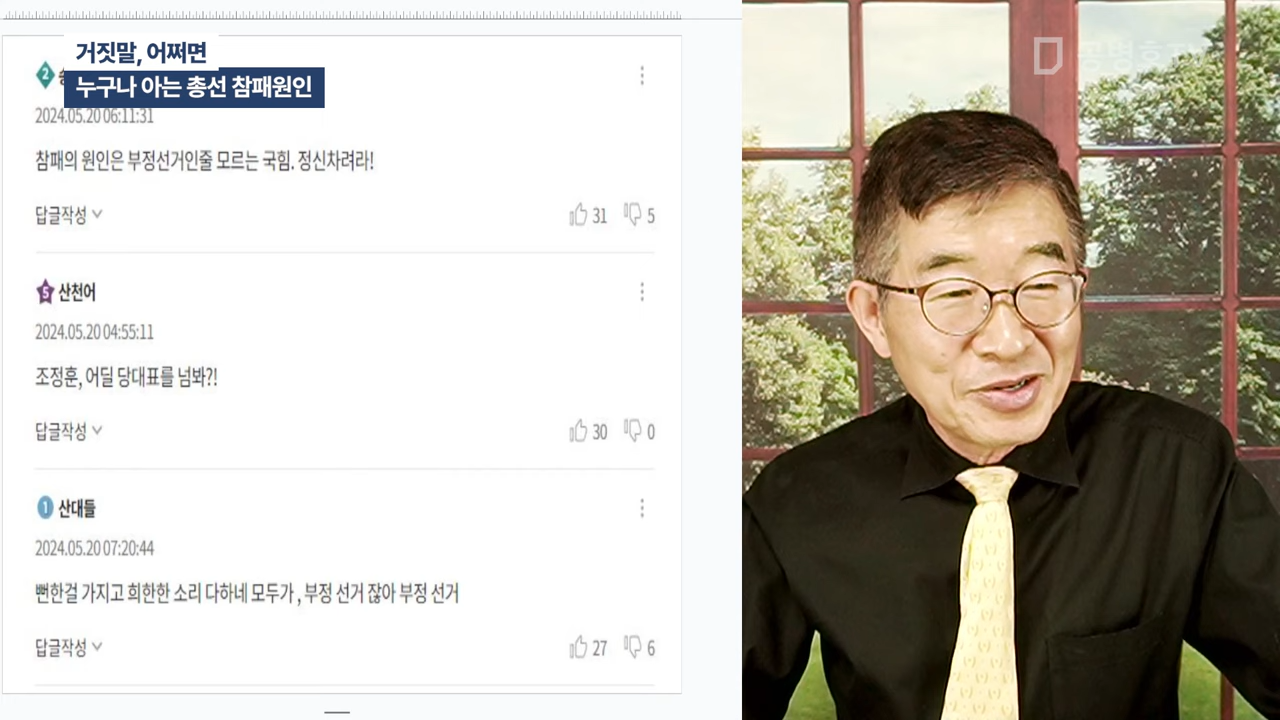 거짓말, 어쩌면
누구나 아는 총선 참패원인
2
2024.05.20 06:11:31
참패의 원인은 부정선거인줄 모르는 국힘. 정신차려라!
답글작성
31
5
5 산천어
2024.05.20 04:55:11
조정훈, 어딜 당대표를 넘봐?!
답글작성
30
0
1 산대들
2024.05.20 07:20:44
뻔한걸 가지고 희한한 소리 다하네 모두가 , 부정 선거 잖아 부정 선거
답글작성
27
6